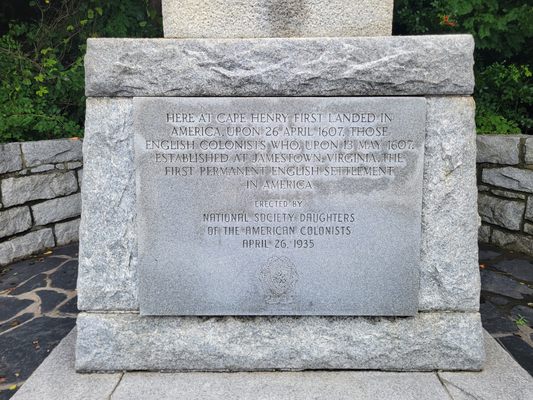 HERE AT CAPE HENRY FIRST LANDED IN
AMERICA, UPON 26 APRIL 1607, THOSE
ENGLISH COLONISTS WHO, UPON 13 MAY 1607,
ESTABLISHED AT JAMESTOWN, VIRGINIA, THE
FIRST PERMANENT ENGLISH SETTLEMENT
IN AMERICA
ERECTED BY
NATIONAL SOCIETY DAUGHTERS
OF THE AMERICAN COLONISTS
APRIL 26, 1935